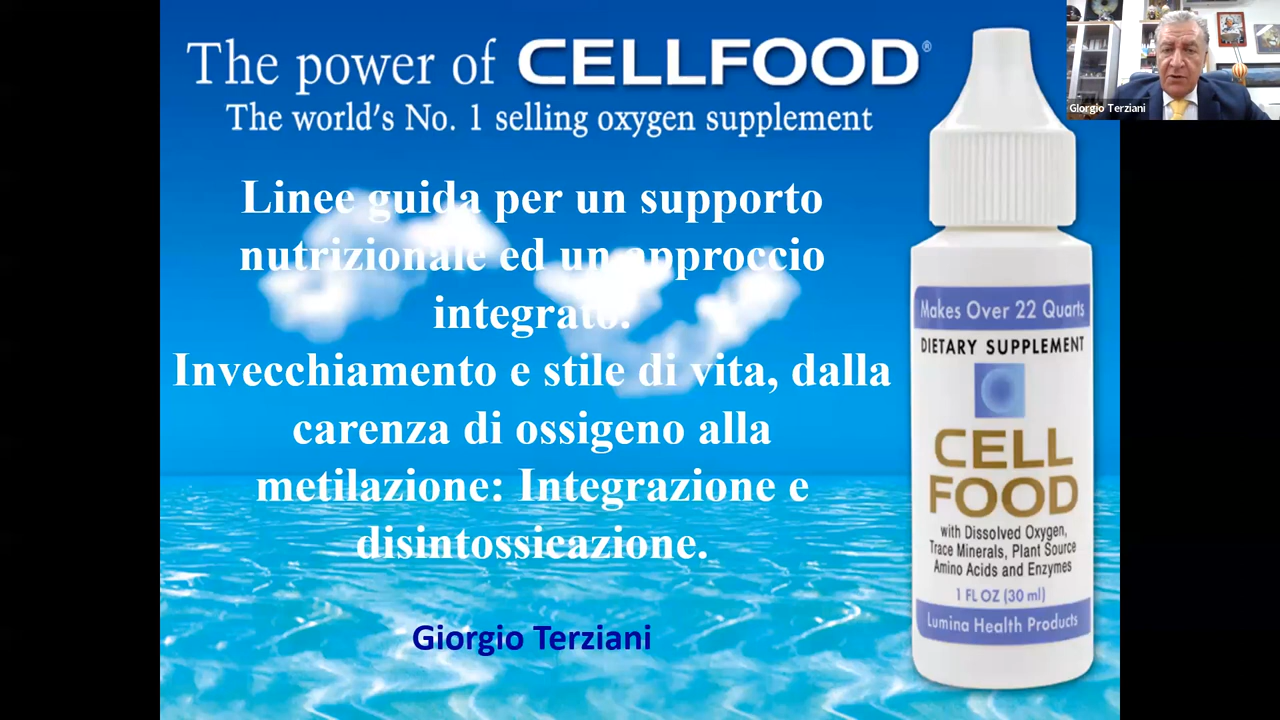 The power of CELLFOOD®
The world's No. 1 selling oxygen supplement
Linee guida per un supporto
nutrizionale ed un approccio
integrato.
Invecchiamento e stile di vita, dalla
carenza di ossigeno alla
metilazione: Integrazione e
disintossicazione.
Giorgio Terziani
Makes Over 22 Quarts
DIETARY SUPPLEMENT
CELL
FOOD
with Dissolved Oxygen,
Trace Minerals, Plant Source
Amino Acids and Enzymes
1 FL OZ (30 ml)
Lumina Health Products
Giorgio Terziani